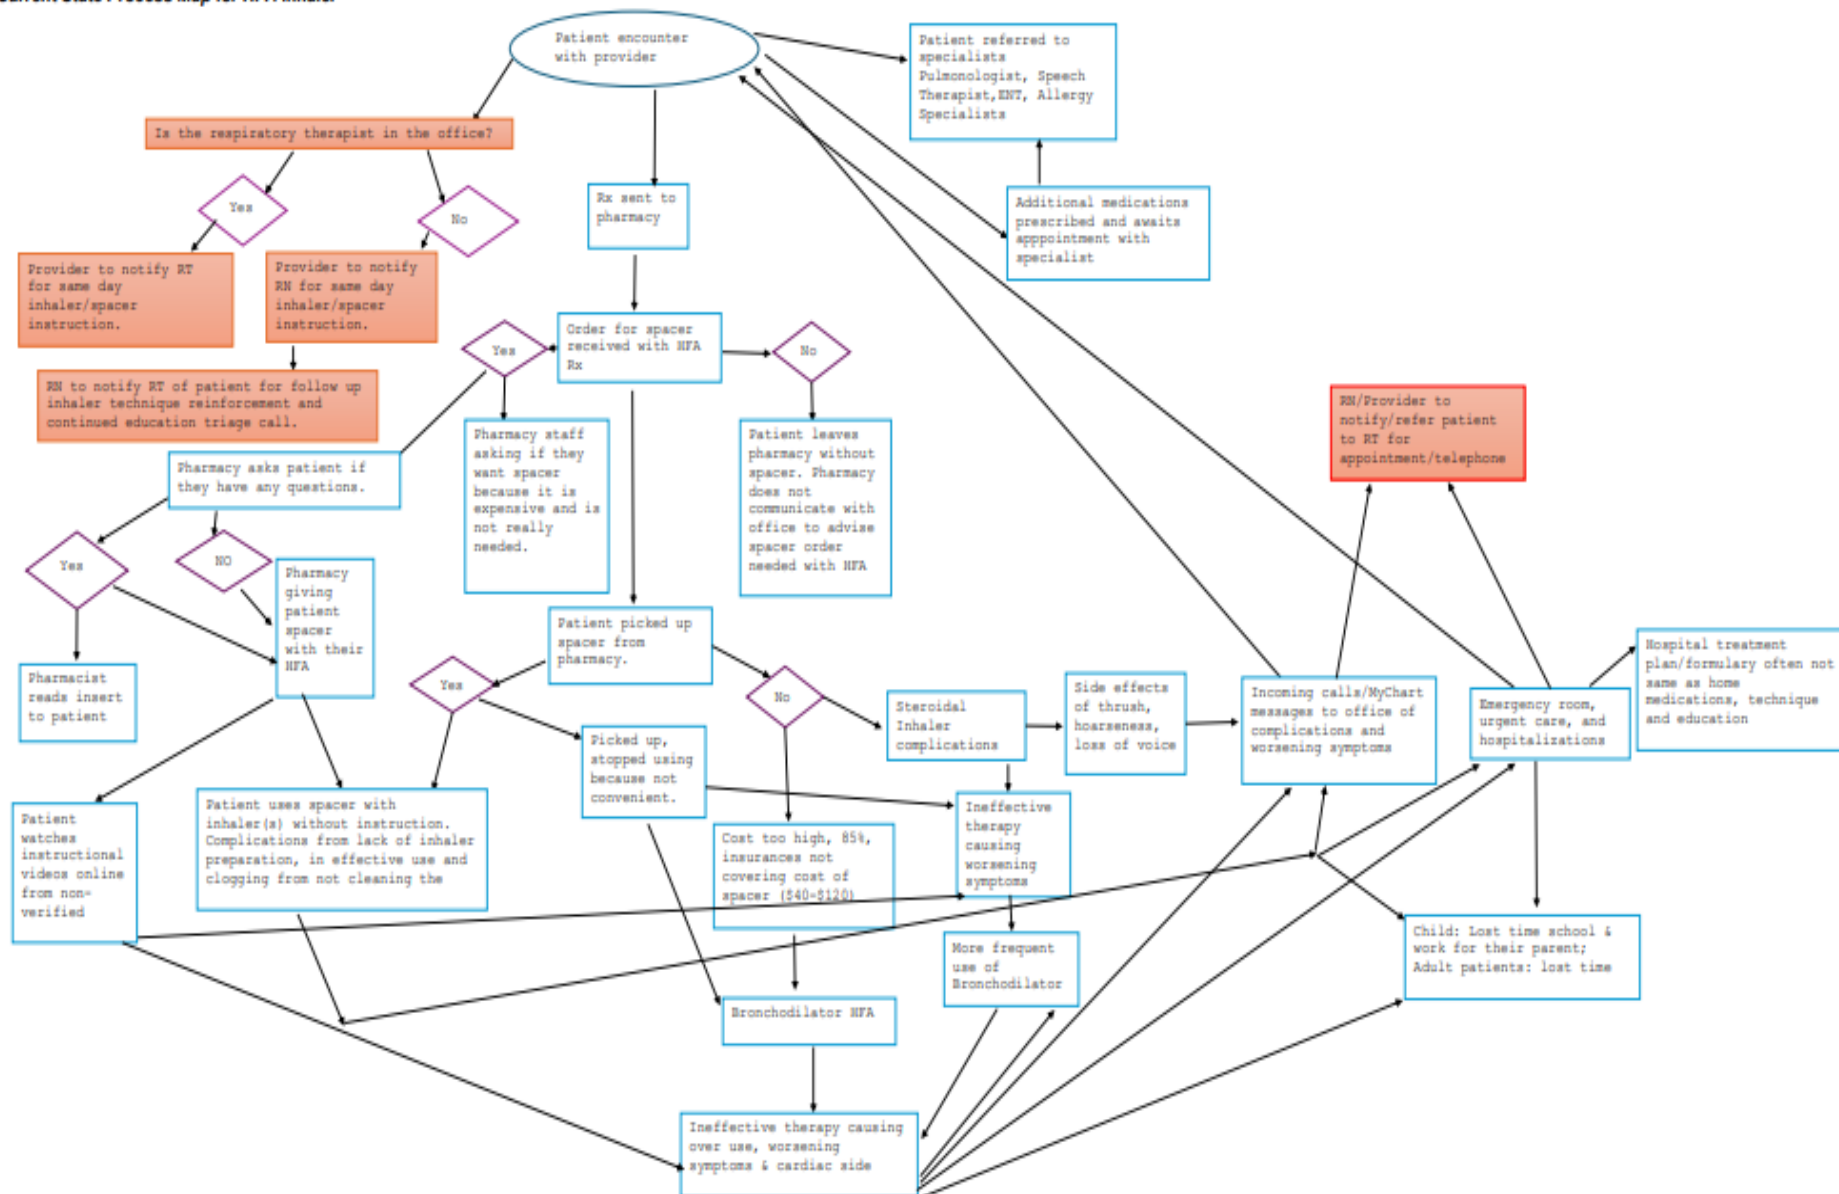 Current State Process Map for HFA Inhaler
Patient encounter
with provider
Patient referred to
specialists
Pulmonologist, Speech
Therapist,ENT, Allergy
Specialists
Is the respiratory therapist in the office?
Yes
No
Rx sent to
pharmacy
Additional medications
prescribed and awaits
apppointment with
specialist
Provider to notify RT
for same day
inhaler/spacer
instruction.
Provider to notify
RN for same day
inhaler/spacer
instruction.
Order for spacer
received with HFA
Rx
Yes
No
RN to notify RT of patient for follow up
inhaler technique reinforcement and
continued education triage call.
RN/Provider to
notify/refer patient
to RT for
appointment/telephone
Pharmacy asks patient if
they have any questions.
Pharmacy staff
asking if they
want spacer
because it is
expensive and is
not really
needed.
Patient leaves
pharmacy without
spacer. Pharmacy
does not
communicate with
office to advise
spacer order
needed with HFA
Yes
NO
Pharmacy
giving
patient
spacer
with their
HFA
Patient picked up
spacer from
pharmacy.
Pharmacist
reads insert
to patient
Yes
No
Steroidal
Inhaler
complications
Side effects
of thrush,
hoarseness,
loss of voice
Incoming calls/MyChart
messages to office of
complications and
worsening symptoms
Emergency room,
urgent care, and
hospitalizations
Hospital treatment
plan/formulary often not
same as home
medications, technique
and education
Picked up,
stopped using
because not
convenient.
Patient
watches
instructional
videos online
from non-
verified
Patient uses spacer with
inhaler(s) without instruction.
Complications from lack of inhaler
preparation, in effective use and
clogging from not cleaning the
Cost too high, 85%,
insurances not
covering cost of
spacer ($40-$120)
Ineffective
therapy
causing
worsening
symptoms
More frequent
use of
Bronchodilator
Child: Lost time school &
work for their parent;
Adult patients: lost time
Bronchodilator HFA
Ineffective therapy causing
over use, worsening
symptoms & cardiac side